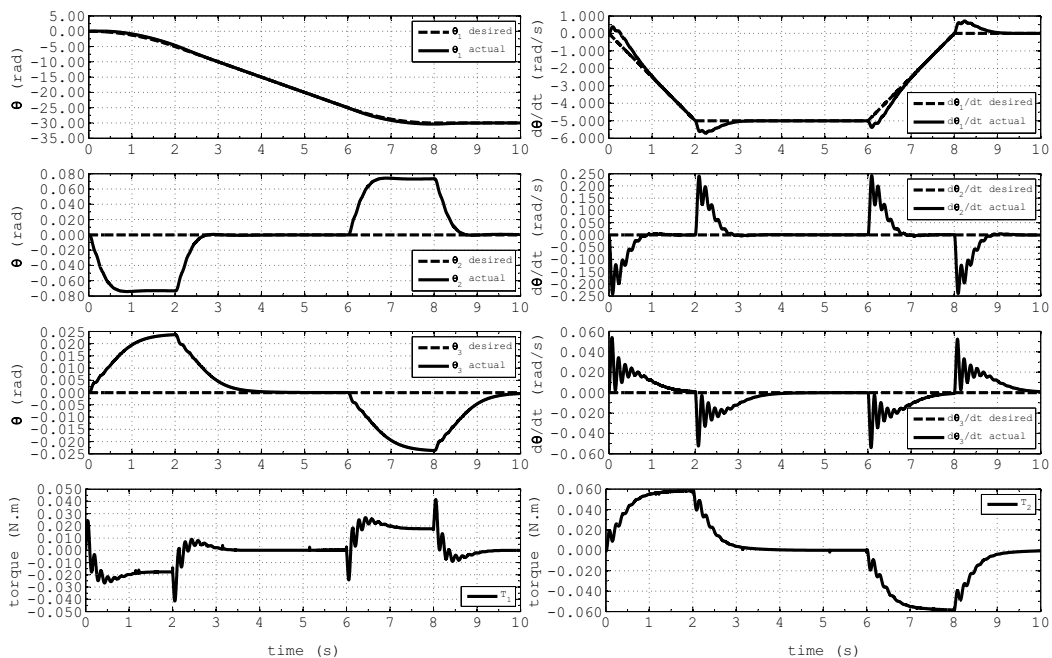 5.00
0.00
−5.00
−10.00
−15.00
−20.00
−25.00
−30.00
−33.00
θ (rad)
θ1 desired
θ1 actual
0 1 2 3 4 5 6 7 8 9 10
1.000
0.000
−1.000
−2.000
−3.000
−4.000
−5.000
−6.000
dθ/dt (rad/s)
dθ1/dt desired
dθ1/dt actual
0 1 2 3 4 5 6 7 8 9 10
0.080
0.060
0.040
0.020
0.000
−0.020
−0.040
−0.060
−0.080
θ (rad)
θ2 desired
θ2 actual
0 1 2 3 4 5 6 7 8 9 10
0.250
0.200
0.150
0.100
0.050
0.000
−0.050
−0.100
−0.150
−0.200
−0.250
dθ/dt (rad/s)
dθ2/dt desired
dθ2/dt actual
0 1 2 3 4 5 6 7 8 9 10
0.025
0.015
0.005
0.000
−0.005
−0.015
−0.025
θ (rad)
θ3 desired
θ3 actual
0 1 2 3 4 5 6 7 8 9 10
0.060
0.040
0.020
0.000
−0.020
−0.040
−0.060
dθ/dt (rad/s)
dθ3/dt desired
dθ3/dt actual
0 1 2 3 4 5 6 7 8 9 10
0.050
0.040
0.030
0.020
0.010
0.000
−0.010
−0.020
−0.030
−0.040
−0.050
torque (N.m)
T1
0 1 2 3 4 5 6 7 8 9 10
time (s)
0.060
0.040
0.020
0.000
−0.020
−0.040
−0.060
torque (N.m)
T2
0 1 2 3 4 5 6 7 8 9 10
time (s)